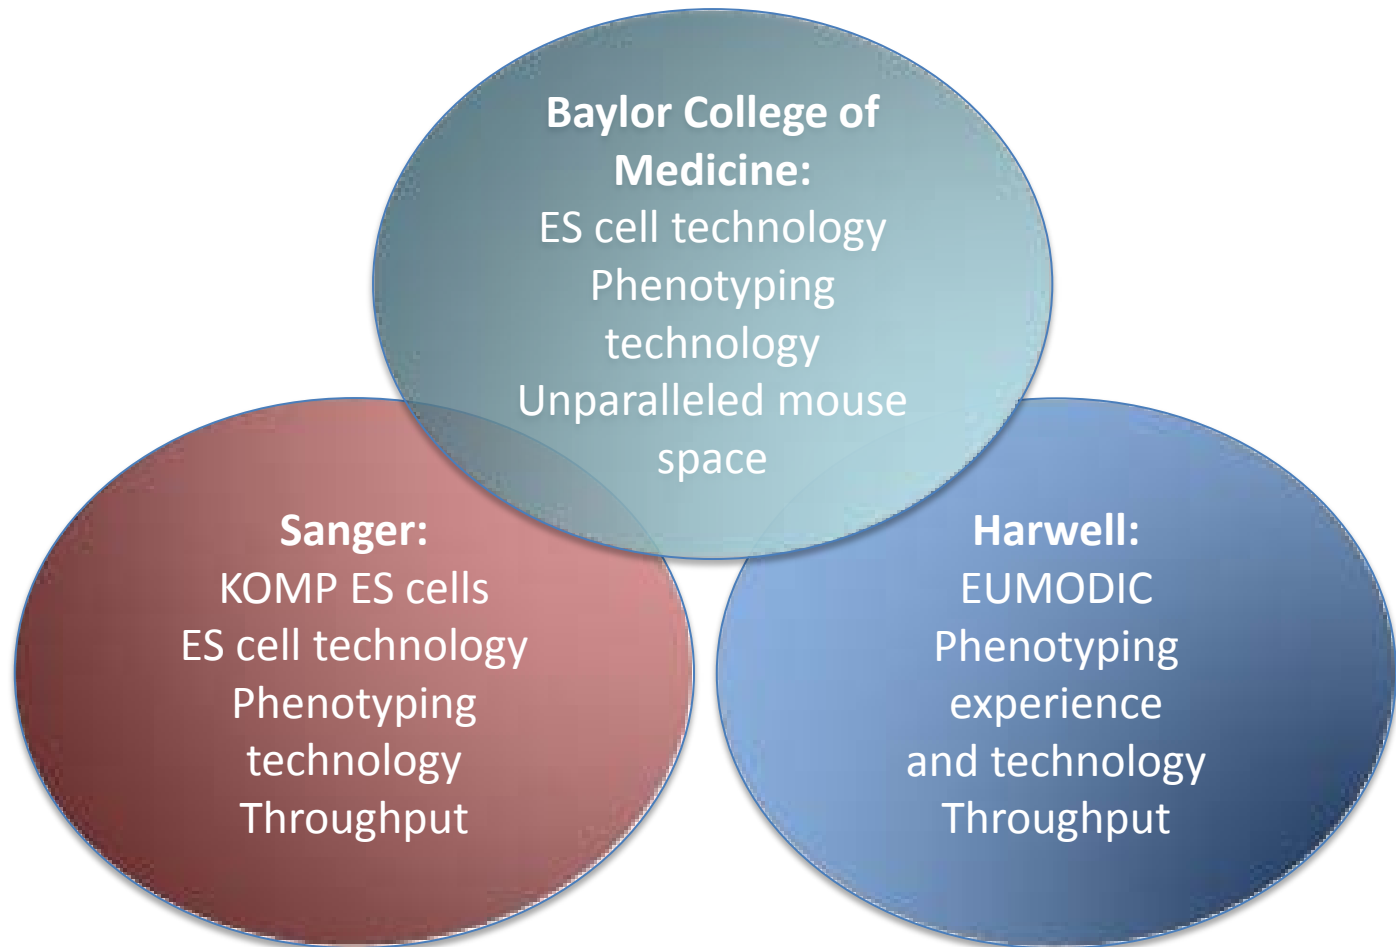 Baylor College of
Medicine:
ES cell technology
Phenotyping
technology
Unparalleled mouse
space
Sanger:
KOMP ES cells
ES cell technology
Phenotyping
technology
Throughput
Harwell:
EUMODIC
Phenotyping
experience
and technology
Throughput